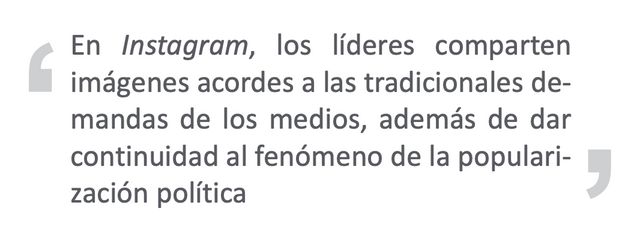 En Instagram, los líderes comparten
imágenes acordes a las tradicionales de-
mandas de los medios, además de dar
continuidad al fenómeno de la populari-
zación política